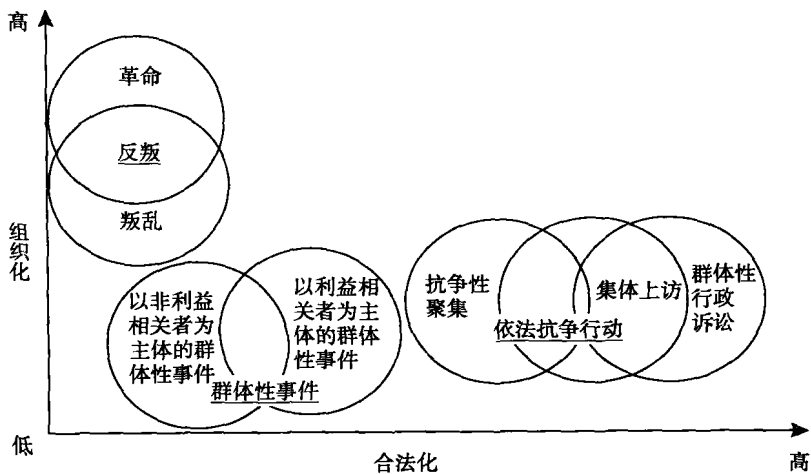 高
革命
反叛
叛乱
组织化
以非利益
相关者为
主体的群
体性事件
以利益相
关者为主
体的群体
性事件
群体性事件
抗争性
聚集
依法抗争行动
集体上访
群体性
行政
诉讼
低
合法化
高